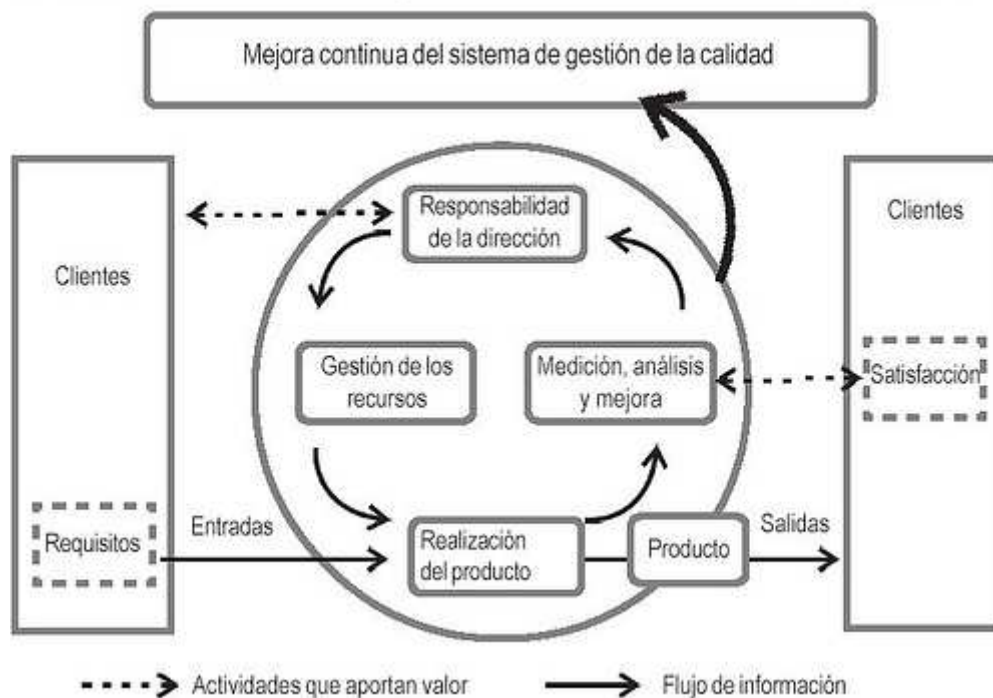 Mejora continua del sistema de gestión de la calidad
Clientes
Responsabilidad
de la dirección
Clientes
Gestión de los
recursos
Medición, análisis
y mejora
Satisfacción
Requisitos
Entradas
Realización
del producto
Producto
Salidas
Actividades que aportan valor
Flujo de información